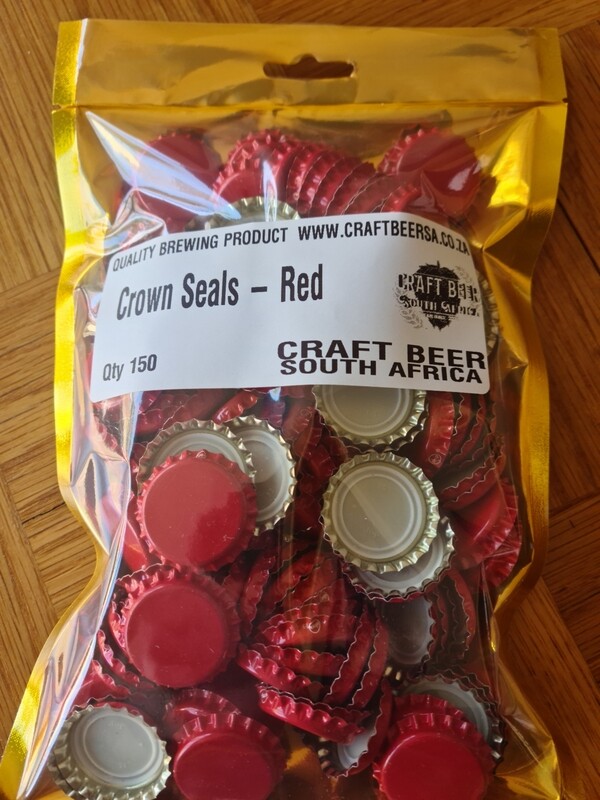 QUALITY BREWING PRODUCT WWW.CRAFTBEERSA.CO.ZA
Crown Seals – Red
CRAFT BEER
SOUTH AFRICA
Qty 150
CRAFT BEER
SOUTH AFRICA